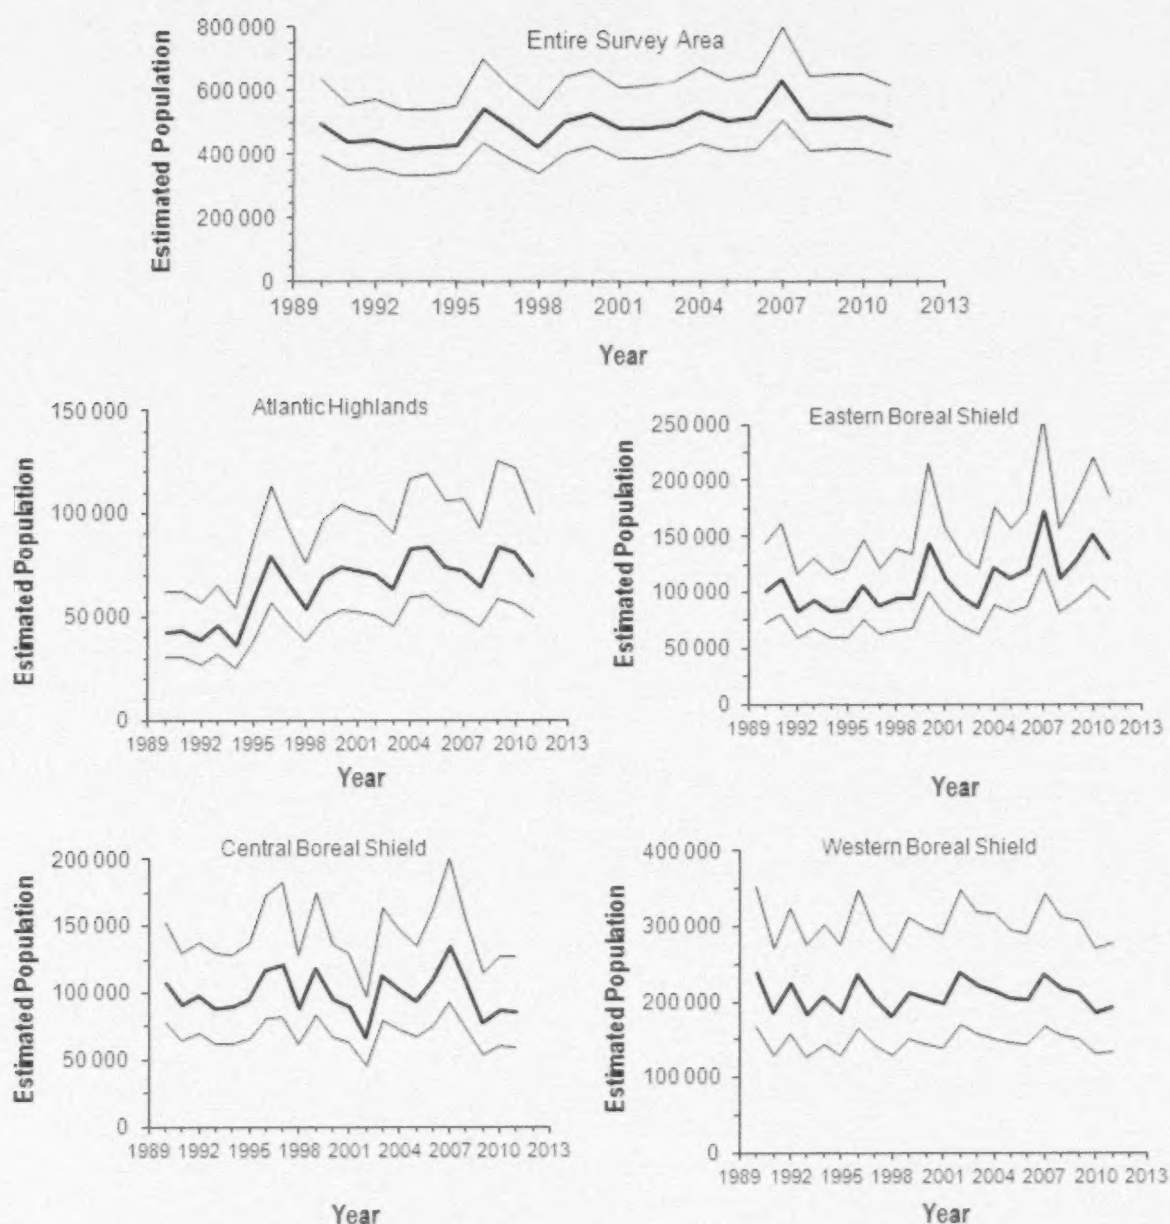 Entire Survey Area
Estimated Population
800 000
600 000
400 000
200 000
0
1989 1992 1995 1998 2001 2004 2007 2010 2013
Year
Atlantic Highlands
Estimated Population
150 000
100 000
50 000
0
1989 1992 1995 1998 2001 2004 2007 2010 2013
Year
Eastern Boreal Shield
Estimated Population
250 000
200 000
150 000
100 000
50 000
0
1989 1992 1995 1998 2001 2004 2007 2010 2013
Year
Central Boreal Shield
Estimated Population
200 000
150 000
100 000
50 000
0
1989 1992 1995 1998 2001 2004 2007 2010 2013
Year
Western Boreal Shield
Estimated Population
400 000
300 000
200 000
100 000
0
1989 1992 1995 1998 2001 2004 2007 2010 2013
Year